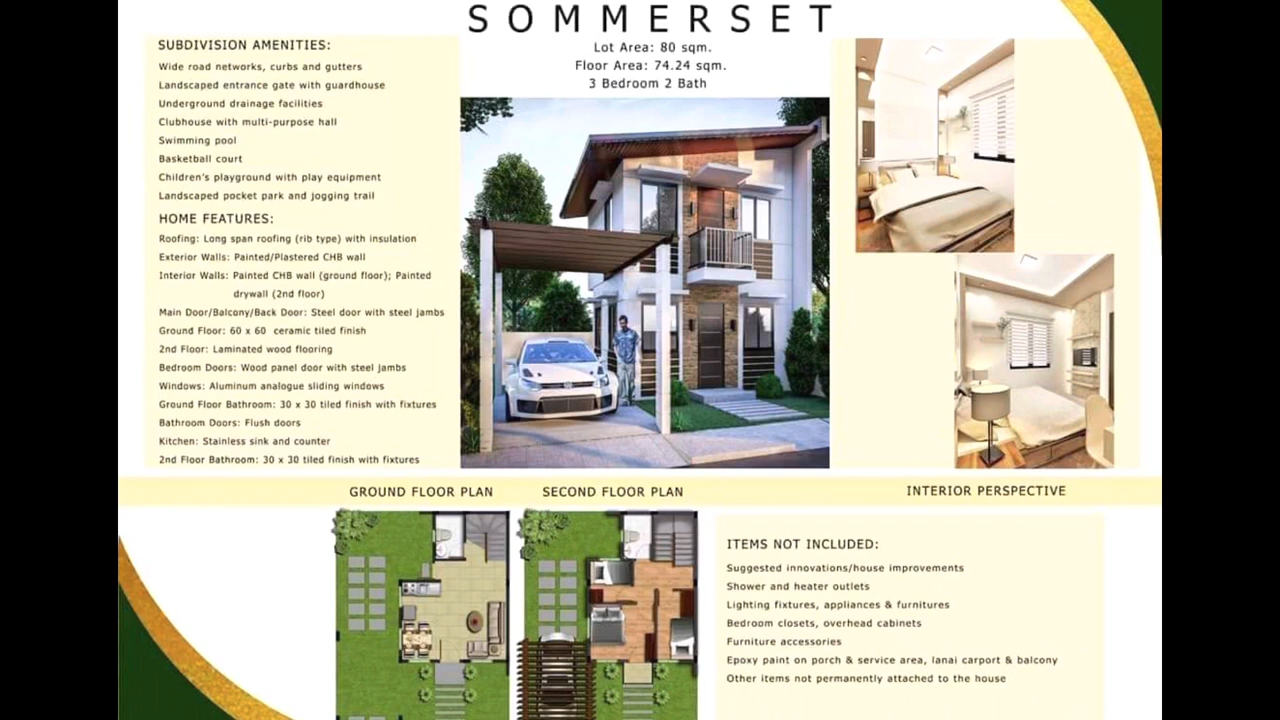 SOMMERSET
Lot Area: 80 sqm.
Floor Area: 74.24 sqm.
3 Bedroom 2 Bath
SUBDIVISION AMENITIES:
Wide road networks, curbs and gutters
Landscaped entrance gate with guardhouse
Underground drainage facilities
Clubhouse with multi-purpose hall
Swimming pool
Basketball court
Children's playground with play equipment
Landscaped pocket park and jogging trail
HOME FEATURES:
Roofing: Long span roofing (rib type) with insulation
Exterior Walls: Painted/Plastered CHB wall
Interior Walls: Painted CHB wall (ground floor); Painted
drywall (2nd floor)
Main Door/Balcony/Back Door: Steel door with steel jambs
Ground Floor: 60 x 60 ceramic tiled finish
2nd Floor: Laminated wood flooring
Bedroom Doors: Wood panel door with steel jambs
Windows: Aluminum analogue sliding windows
Ground Floor Bathroom: 30 x 30 tiled finish with fixtures
Bathroom Doors: Flush doors
Kitchen: Stainless sink and counter
2nd Floor Bathroom: 30 x 30 tiled finish with fixtures
GROUND FLOOR PLAN
SECOND FLOOR PLAN
INTERIOR PERSPECTIVE
ITEMS NOT INCLUDED:
Suggested innovations/house improvements
Shower and heater outlets
Lighting fixtures, appliances & furnitures
Bedroom closets, overhead cabinets
Furniture accessories
Epoxy paint on porch & service area, lanai carport & balcony
Other items not permanently attached to the house